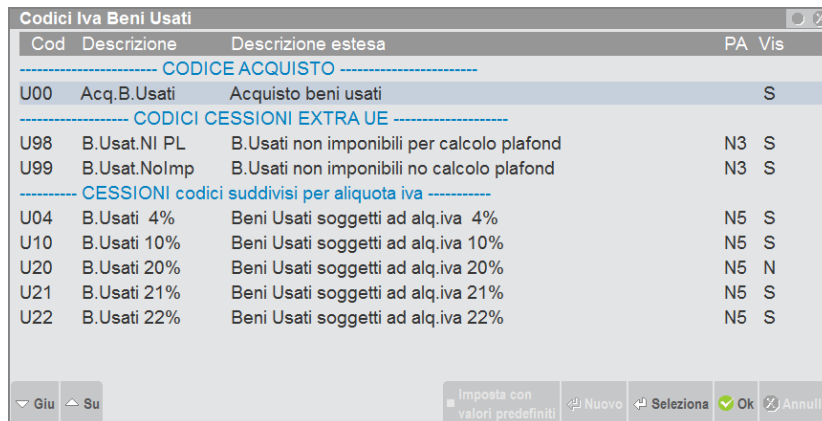 Codici Iva Beni Usati
Cod Descrizione Descrizione estesa PA Vis
------------------------ CODICE ACQUISTO ------------------------
U00 Acq.B.Usati Acquisto beni usati S
------------------- CODICI CESSIONI EXTRA UE --------------------
U98 B.Usat.NI PL B.Usati non imponibili per calcolo plafond N3 S
U99 B.Usat.NoImp B.Usati non imponibili no calcolo plafond N3 S
---------- CESSIONI codici suddivisi per aliquota iva -----------
U04 B.Usati 4% Beni Usati soggetti ad alq.iva 4% N5 S
U10 B.Usati 10% Beni Usati soggetti ad alq.iva 10% N5 S
U20 B.Usati 20% Beni Usati soggetti ad alq.iva 20% N5 N
U21 B.Usati 21% Beni Usati soggetti ad alq.iva 21% N5 S
U22 B.Usati 22% Beni Usati soggetti ad alq.iva 22% N5 S
Giu Su Imposta con valori predefiniti Nuovo Seleziona Ok Annull